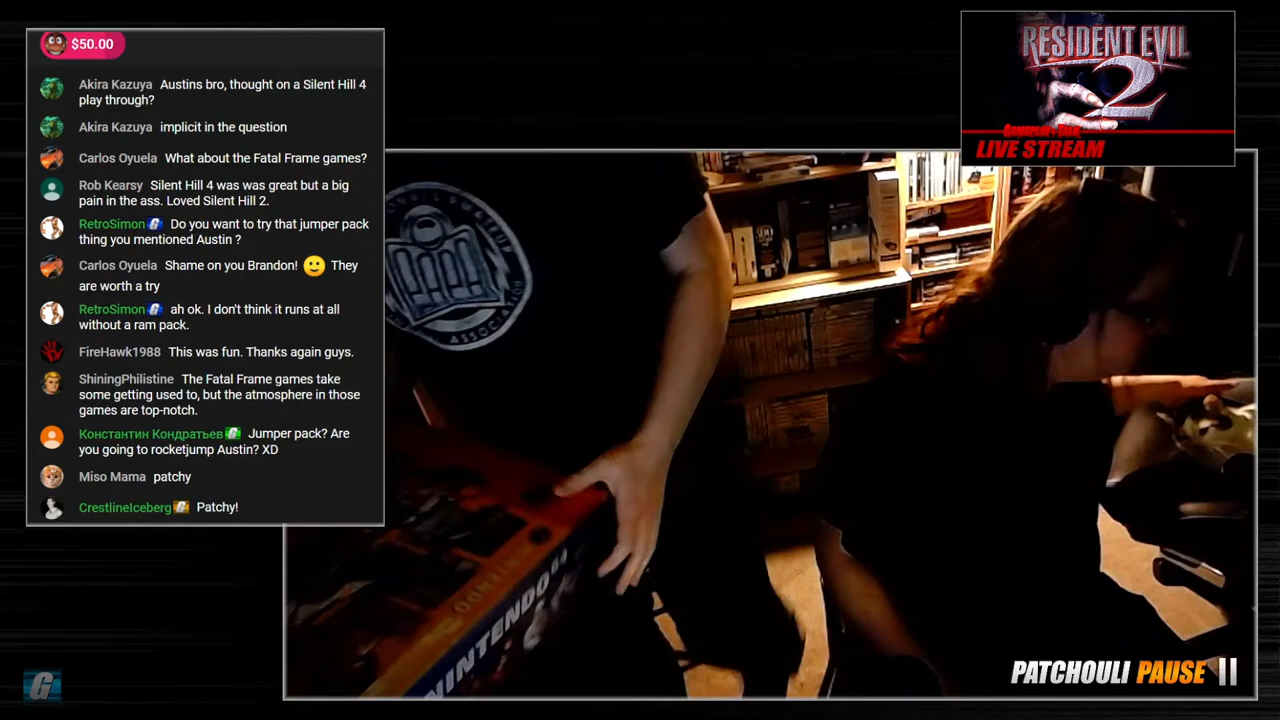 $50.00
Akira Kazuya Austins bro, thought on a Silent Hill 4
play through?
Akira Kazuya implicit in the question
Carlos Oyuela What about the Fatal Frame games?
Rob Kearsy Silent Hill 4 was was great but a big
pain in the ass. Loved Silent Hill 2.
RetroSimon Do you want to try that jumper pack
thing you mentioned Austin ?
Carlos Oyuela Shame on you Brandon! 🙂 They
are worth a try
RetroSimon ah ok. I don't think it runs at all
without a ram pack.
FireHawk1988 This was fun. Thanks again guys.
ShiningPhilistine The Fatal Frame games take
some getting used to, but the atmosphere in those
games are top-notch.
Константин Кондратьев Jumper pack? Are
you going to rocketjump Austin? XD
Miso Mama patchy
CrestlineIceberg Patchy!
RESIDENT EVIL
2
LIVE STREAM
ASSOCIATION
NINTENDO 64
PATCHOULI PAUSE
G